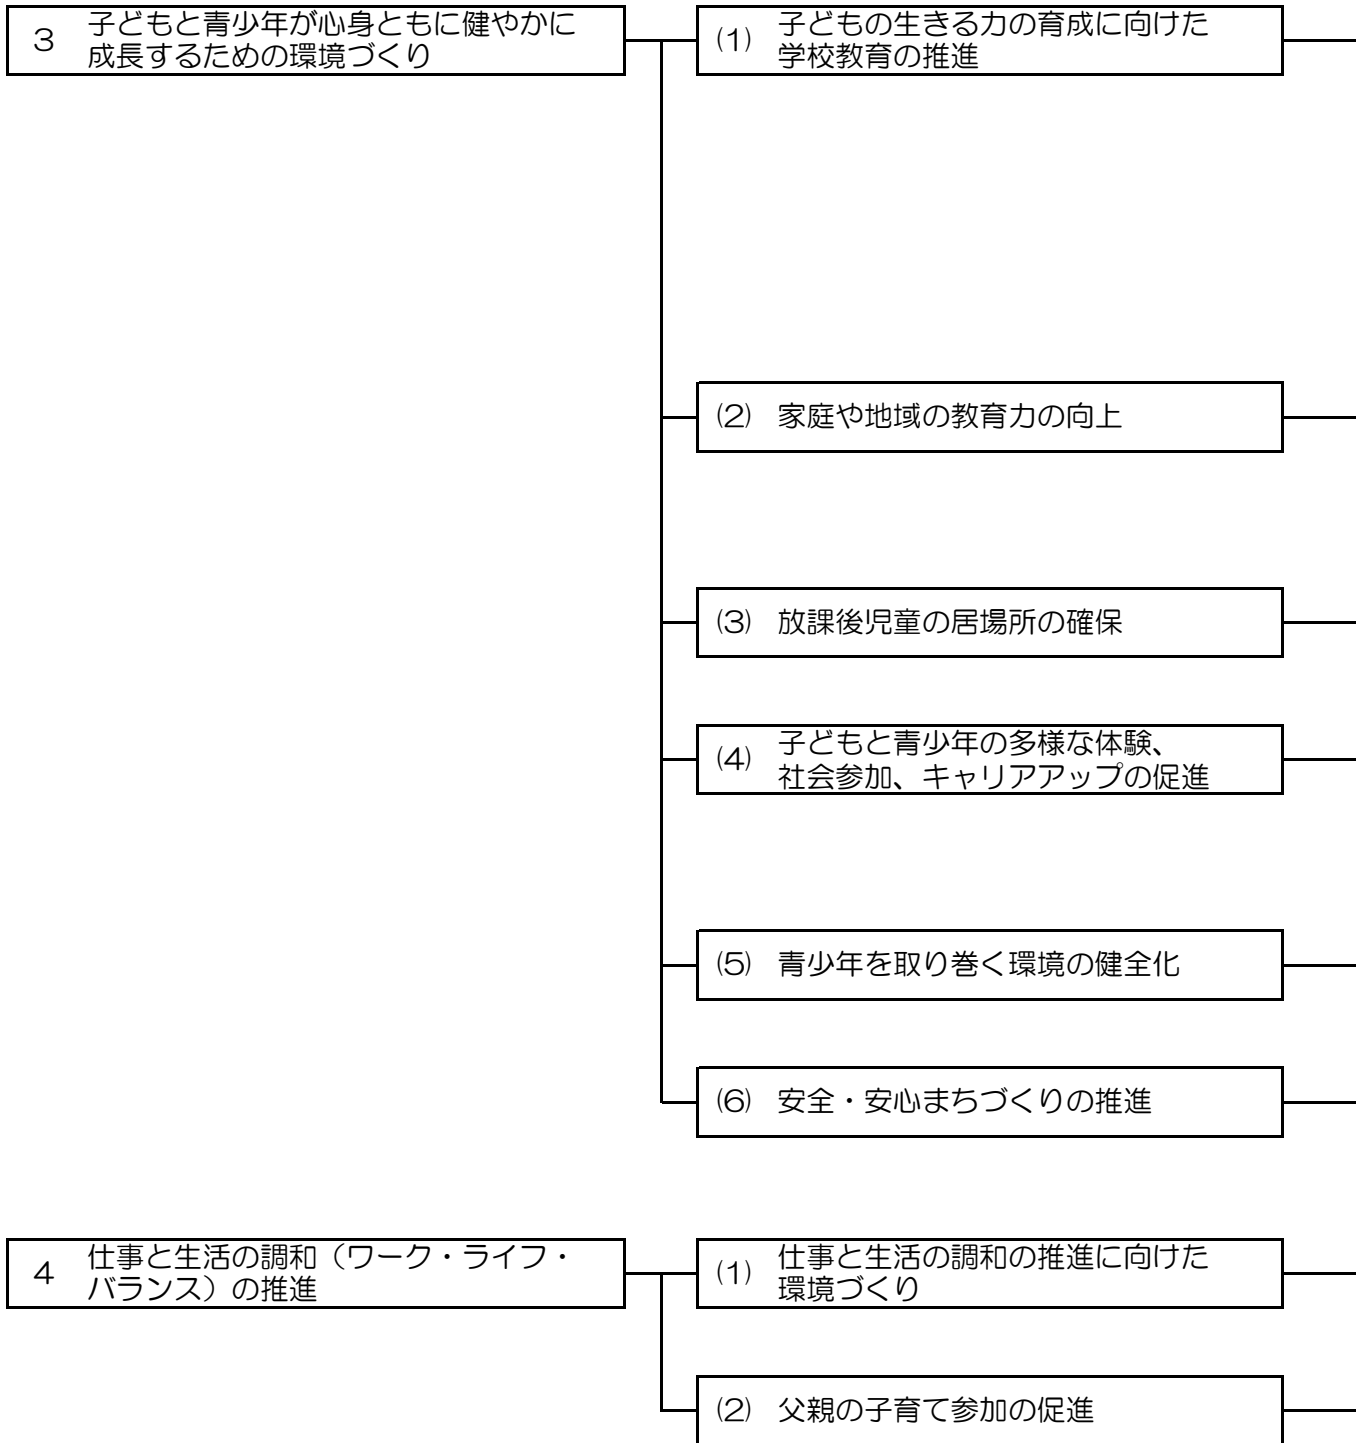 3 子どもと青少年が心身ともに健やかに
成長するための環境づくり
(1) 子どもの生きる力の育成に向けた
学校教育の推進
(2) 家庭や地域の教育力の向上
(3) 放課後児童の居場所の確保
(4) 子どもと青少年の多様な体験、
社会参加、キャリアアップの促進
(5) 青少年を取り巻く環境の健全化
(6) 安全・安心まちづくりの推進
4 仕事と生活の調和（ワーク・ライフ・
バランス）の推進
(1) 仕事と生活の調和の推進に向けた
環境づくり
(2) 父親の子育て参加の促進